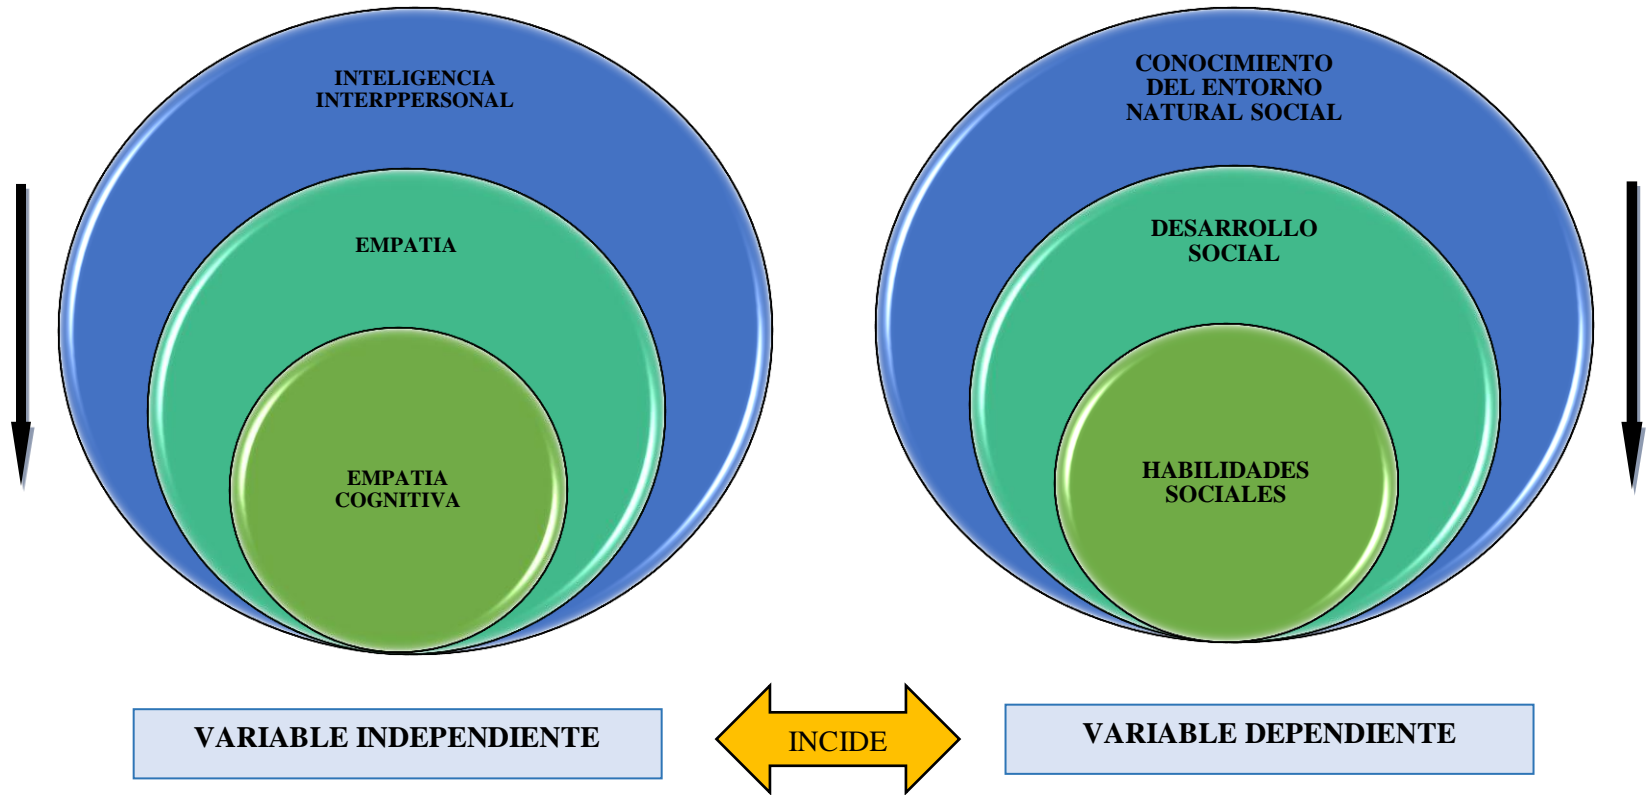 INTELIGENCIA
INTERPPERSONAL
EMPATIA
EMPATIA
COGNITIVA
CONOCIMIENTO
DEL ENTORNO
NATURAL SOCIAL
DESARROLLO
SOCIAL
HABILIDADES
SOCIALES
VARIABLE INDEPENDIENTE
INCIDE
VARIABLE DEPENDIENTE